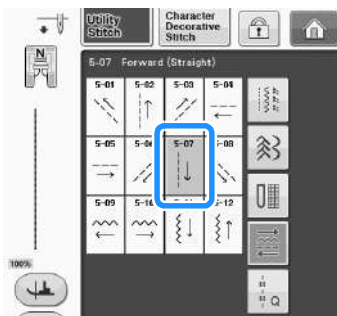 Utility
Stitch
Character
Decorative
Stitch
N
5-07 Forward (Straight)
5-01 5-02 5-03 5-04
5-05 5-07
5-09 5-12
100%
Q